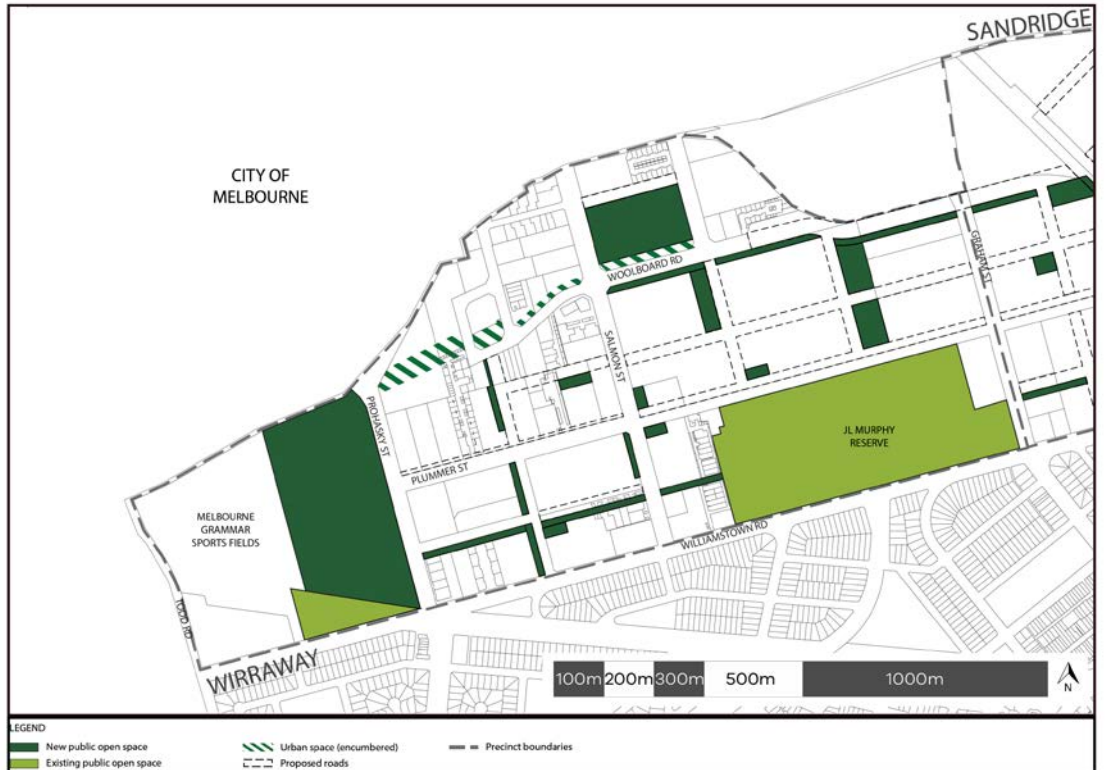 SANDRIDGE
CITY OF
MELBOURNE
WOOLBOARD RD
GRAHAM ST
SALMON ST
PROHASKY ST
JL MURPHY
RESERVE
PLUMMER ST
MELBOURNE
GRAMMAR
SPORTS FIELDS
WILLIAMSTOWN RD
TODD RD
WIRRAWAY
100m 200m 300m 500m 1000m
N
LEGEND
New public open space
Urban space (encumbered)
Precinct boundaries
Existing public open space
Proposed roads